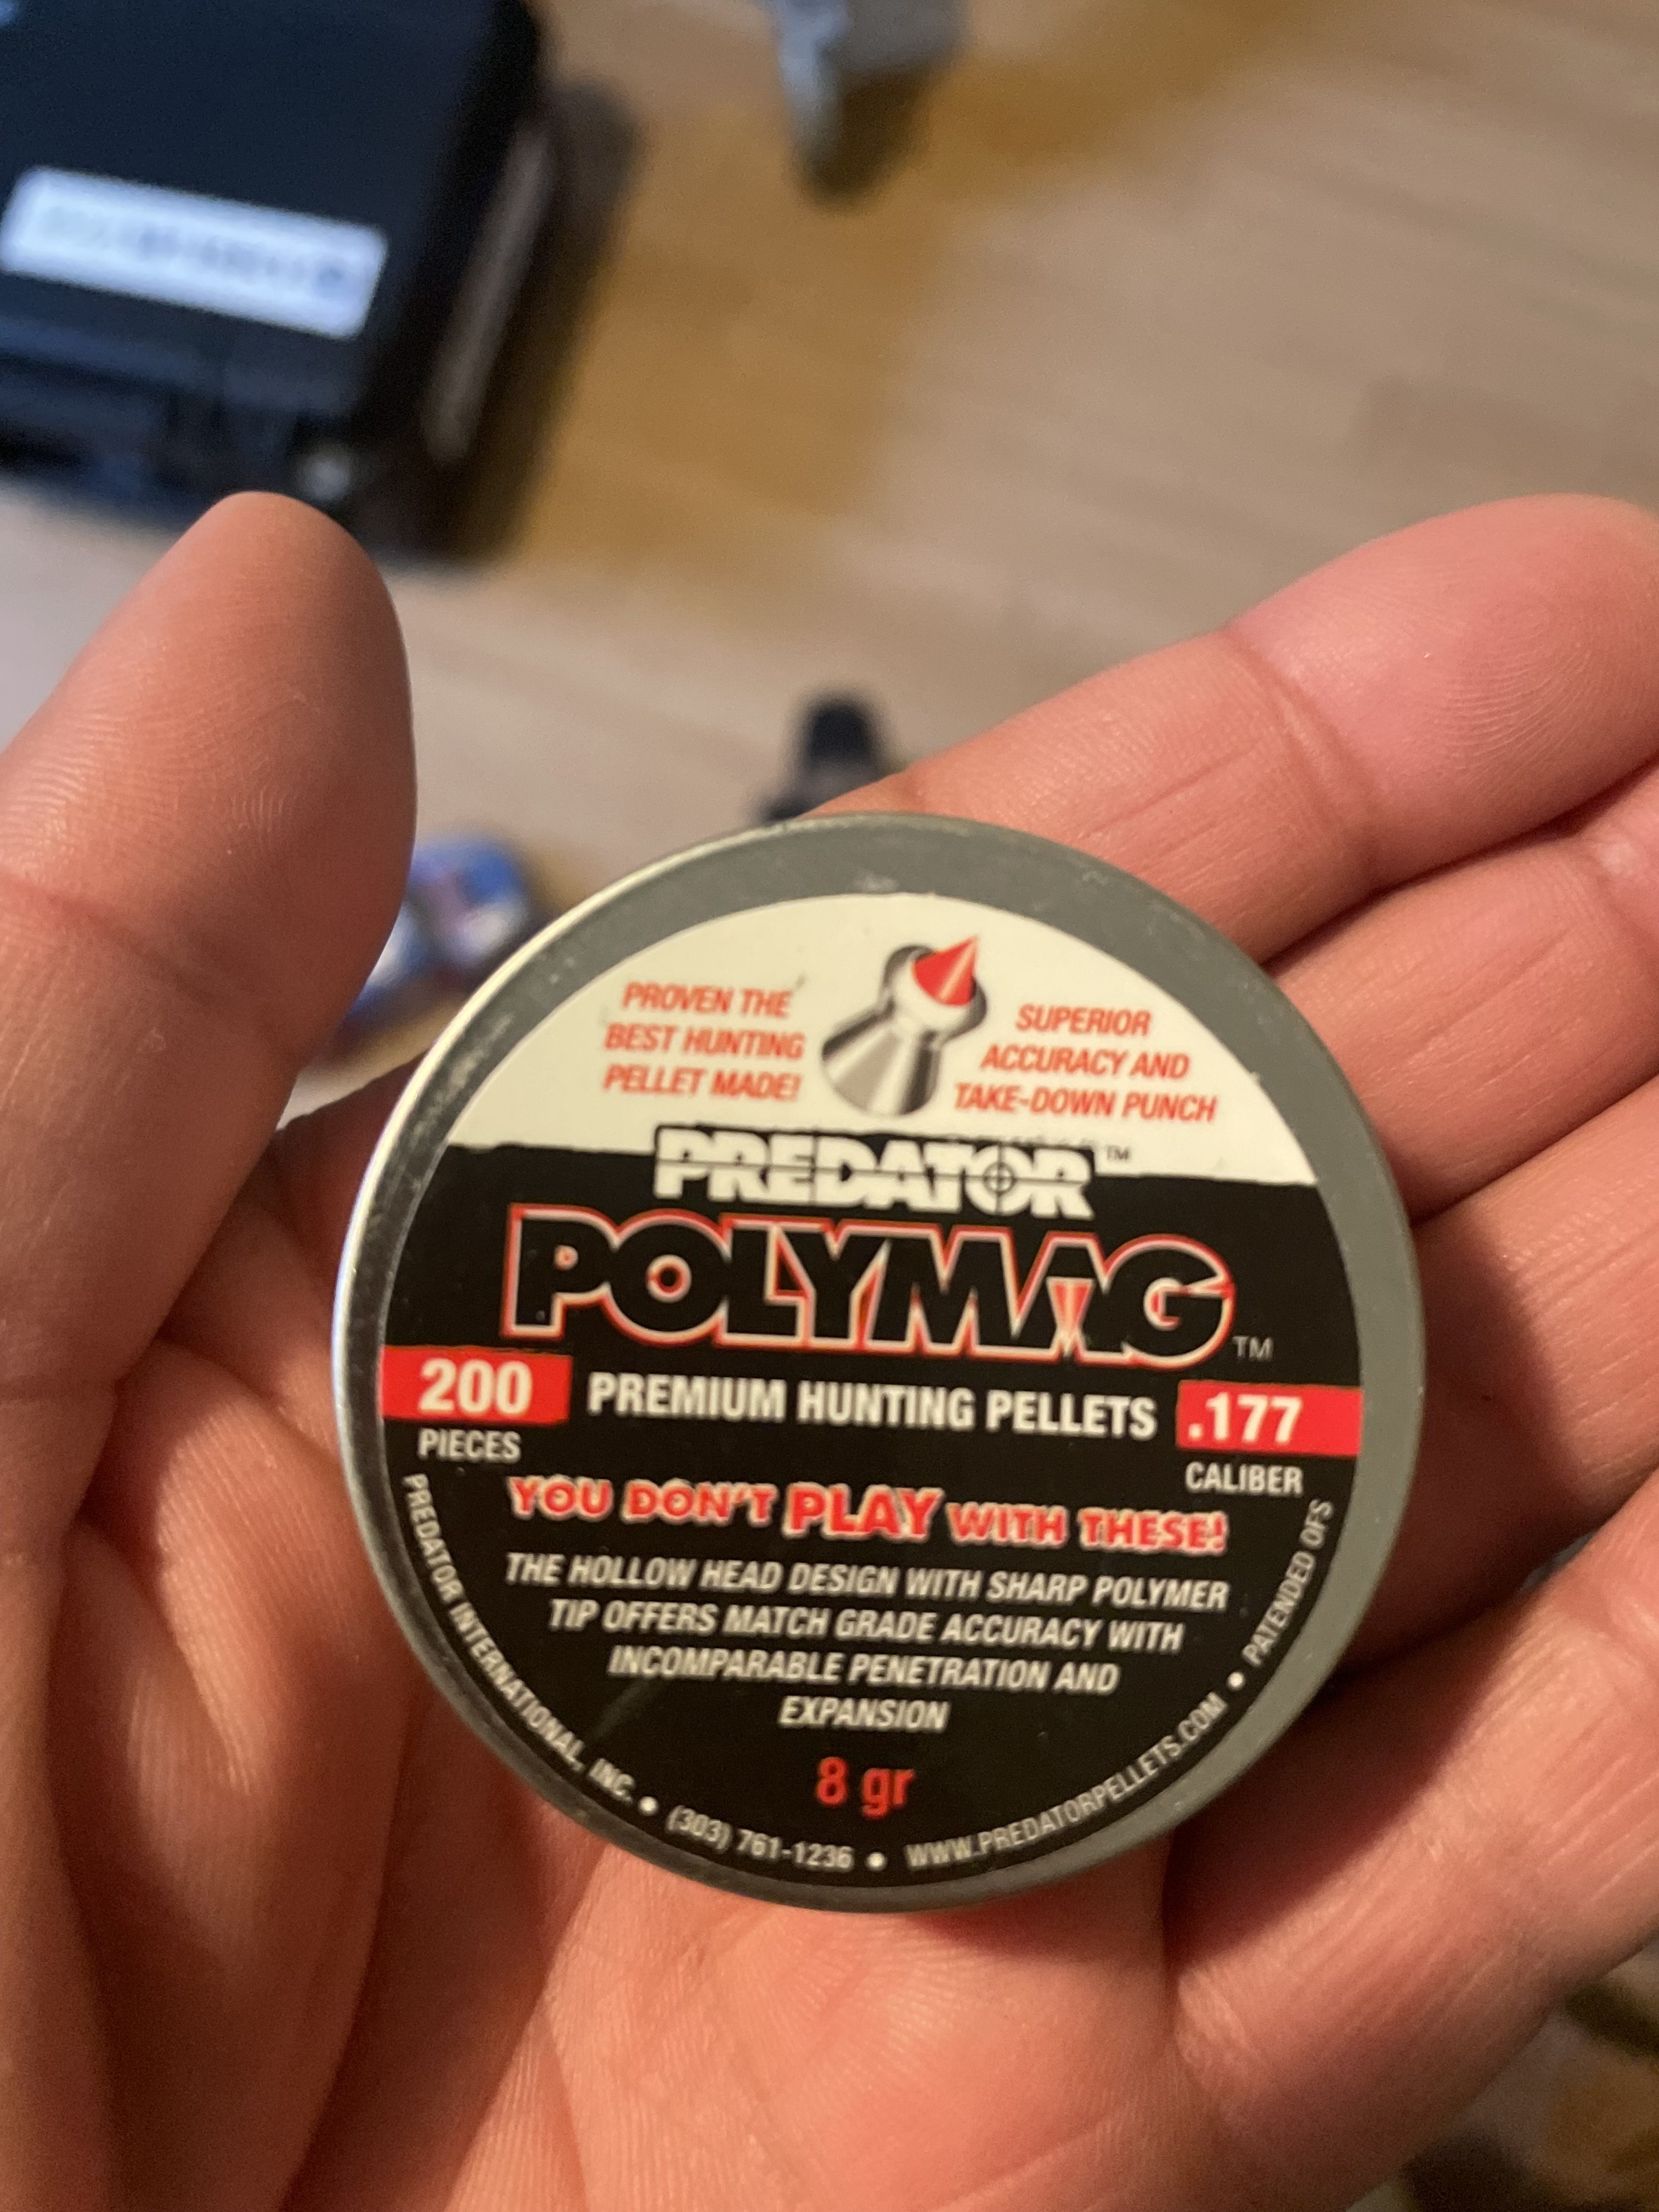 PROVEN THE
BEST HUNTING
PELLET MADE!
SUPERIOR
ACCURACY AND
TAKE-DOWN PUNCH
PREDATOR™
POLYMAG™
200
PIECES
PREMIUM HUNTING PELLETS
.177
CALIBER
YOU DON'T PLAY WITH THESE!
THE HOLLOW HEAD DESIGN WITH SHARP POLYMER
TIP OFFERS MATCH GRADE ACCURACY WITH
INCOMPARABLE PENETRATION AND
EXPANSION
8 gr
PREDATOR INTERNATIONAL, INC. • (303) 761-1236 • WWW.PREDATORPELLETS.COM • PATENDED OFS